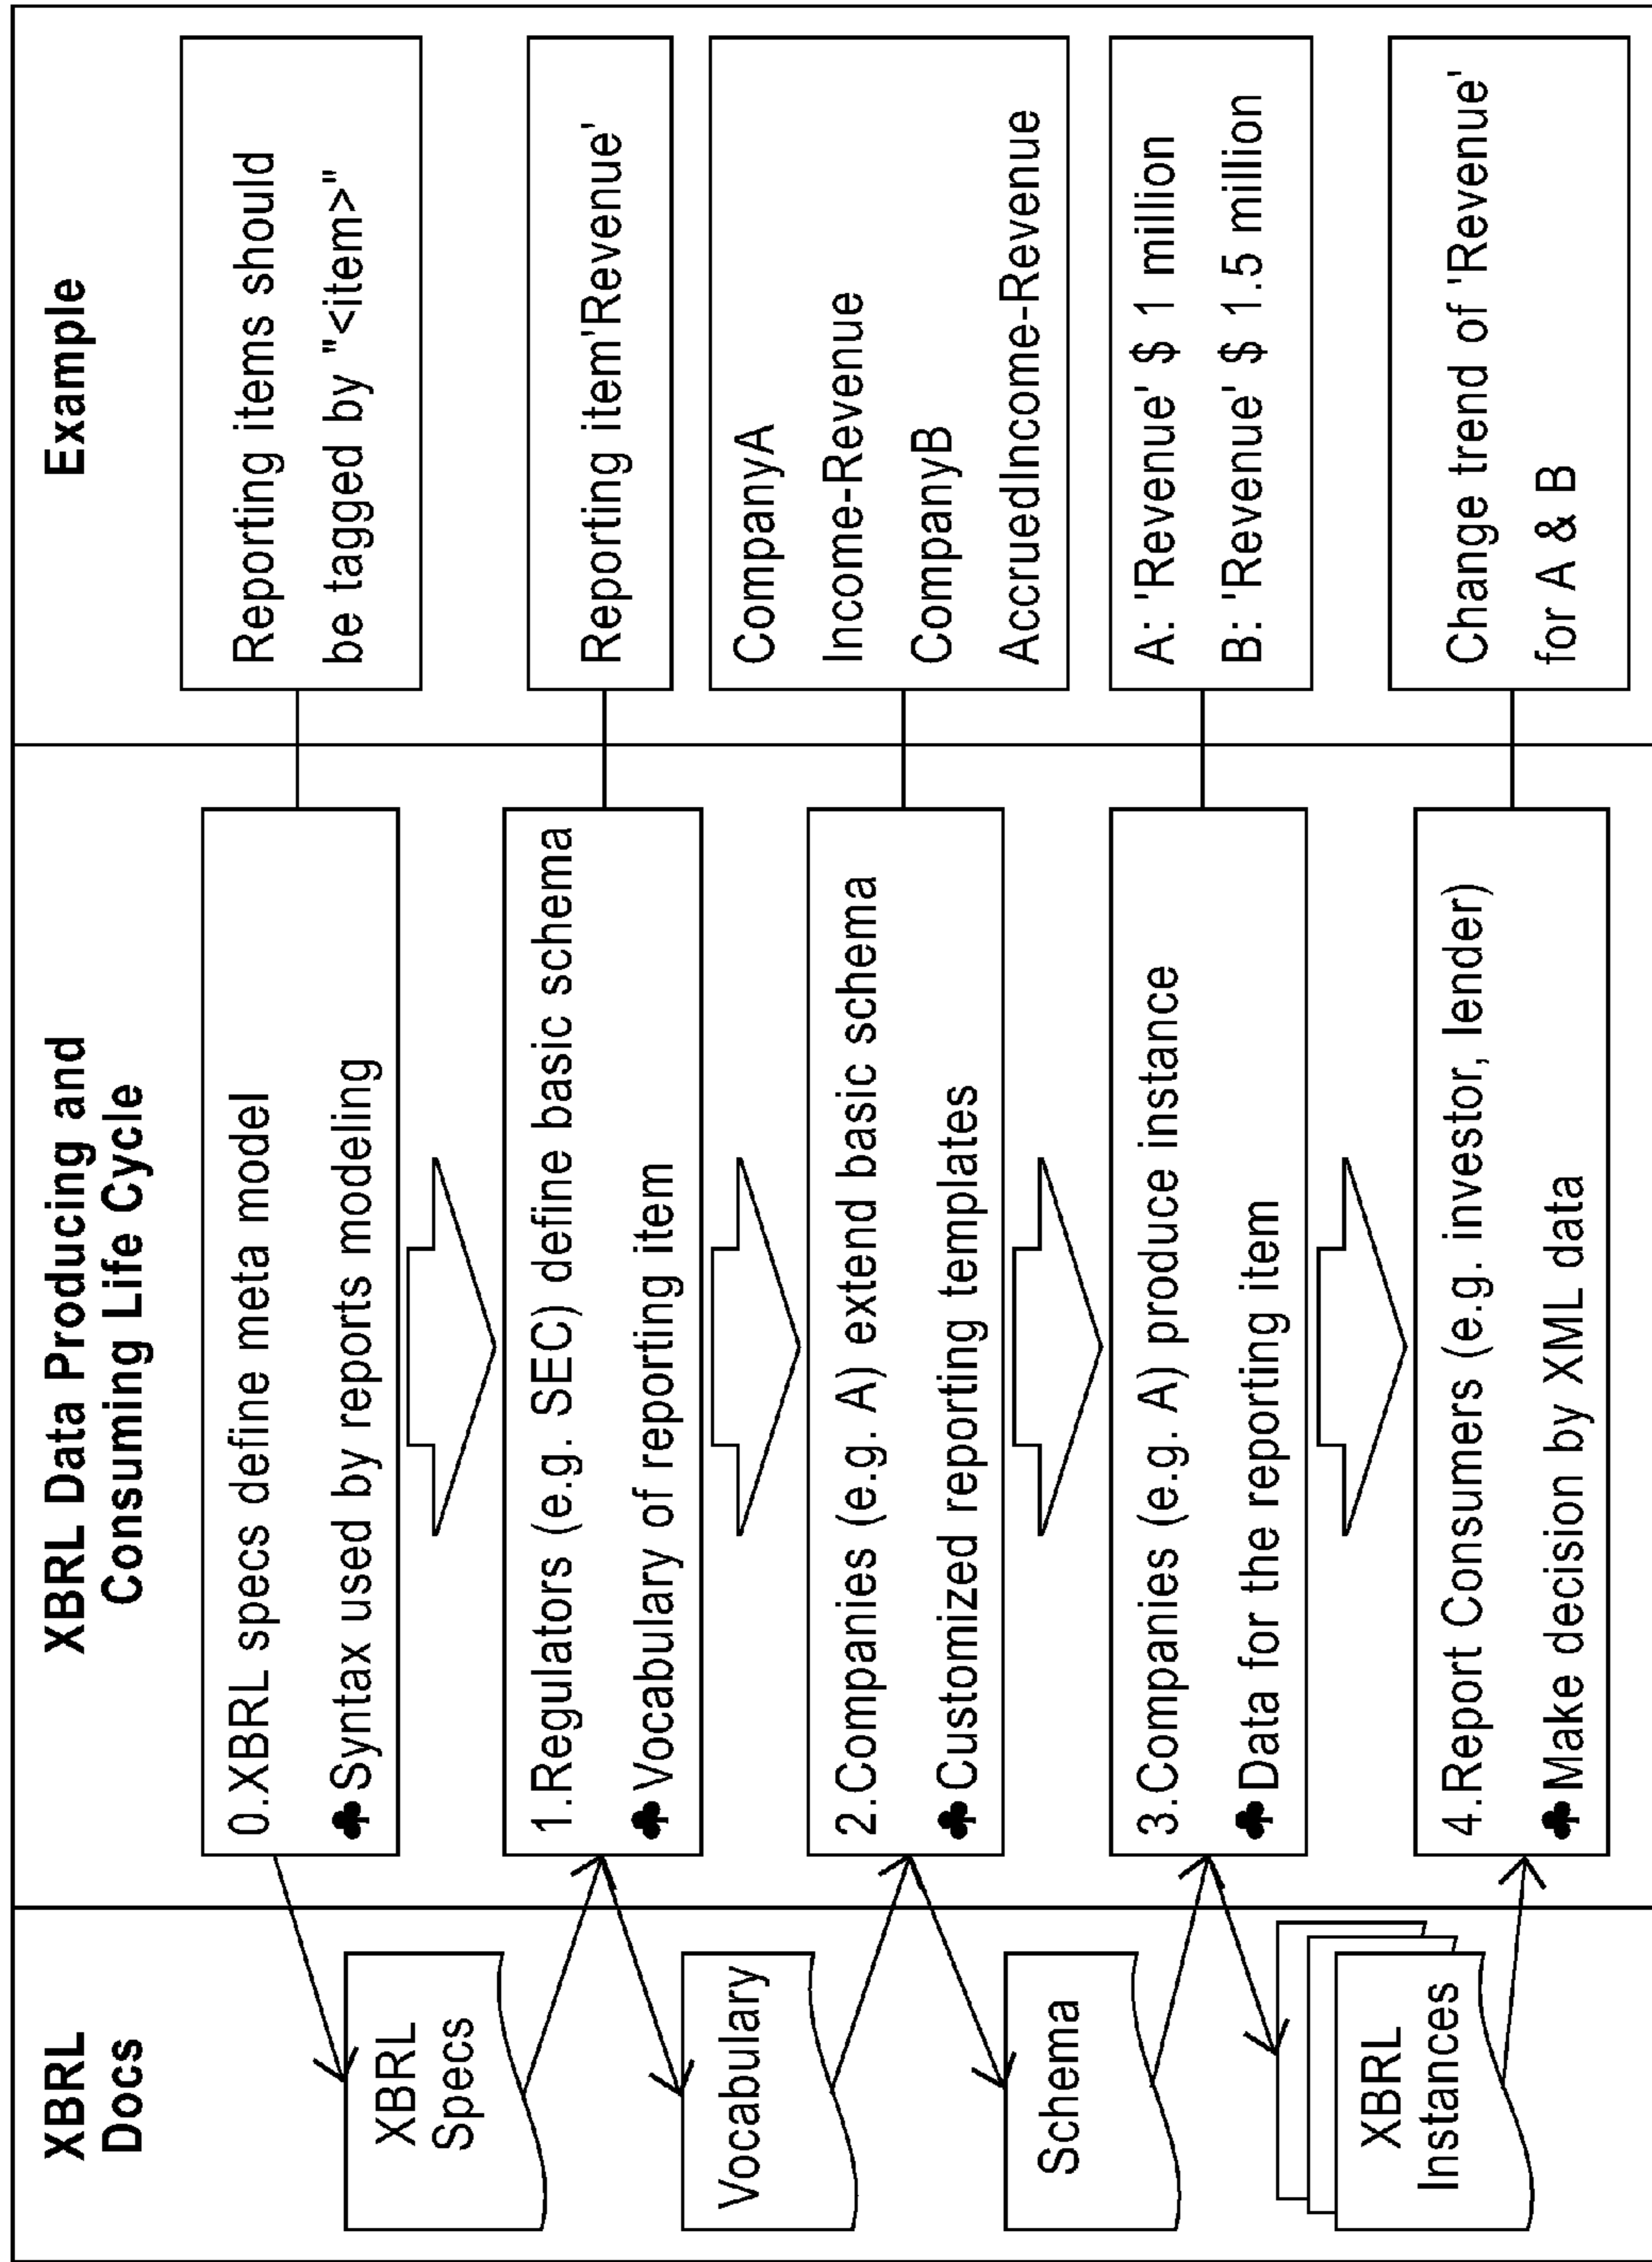 XBRL
Docs
XBRL Data Producing and
Consuming Life Cycle
Example
XBRL
Specs
0.XBRL specs define meta model
♣ Syntax used by reports modeling
Reporting items should
be tagged by "<item>"
Vocabulary
1.Regulators (e.g. SEC) define basic schema
♣ Vocabulary of reporting item
Reporting item'Revenue'
Schema
2.Companies (e.g. A) extend basic schema
♣ Customized reporting templates
CompanyA
Income-Revenue
CompanyB
AccruedIncome-Revenue
XBRL
Instances
3.Companies (e.g. A) produce instance
♣ Data for the reporting item
A: 'Revenue' $ 1 million
B: 'Revenue' $ 1.5 million
4.Report Consumers (e.g. investor, lender)
♣ Make decision by XML data
Change trend of 'Revenue'
for A & B